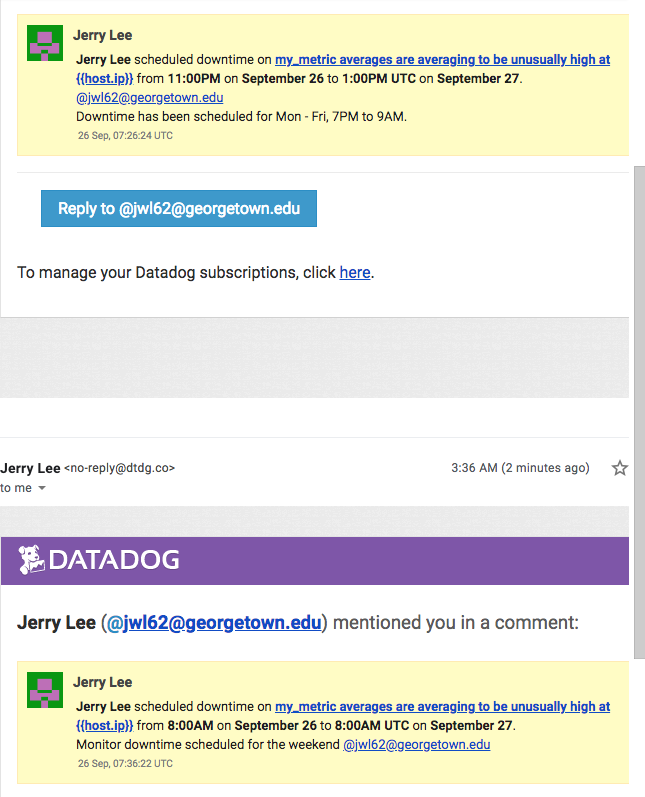 Jerry Lee
Jerry Lee scheduled downtime on my_metric averages are averaging to be unusually high at
{{host.ip}} from 11:00PM on September 26 to 1:00PM UTC on September 27.
@jwl62@georgetown.edu
Downtime has been scheduled for Mon - Fri, 7PM to 9AM.
26 Sep, 07:26:24 UTC
Reply to @jwl62@georgetown.edu
To manage your Datadog subscriptions, click here.
Jerry Lee <no-reply@dtdg.co> 3:36 AM (2 minutes ago)
to me
DATADOG
Jerry Lee (@jwl62@georgetown.edu) mentioned you in a comment:
Jerry Lee
Jerry Lee scheduled downtime on my_metric averages are averaging to be unusually high at
{{host.ip}} from 8:00AM on September 26 to 8:00AM UTC on September 27.
Monitor downtime scheduled for the weekend @jwl62@georgetown.edu
26 Sep, 07:36:22 UTC